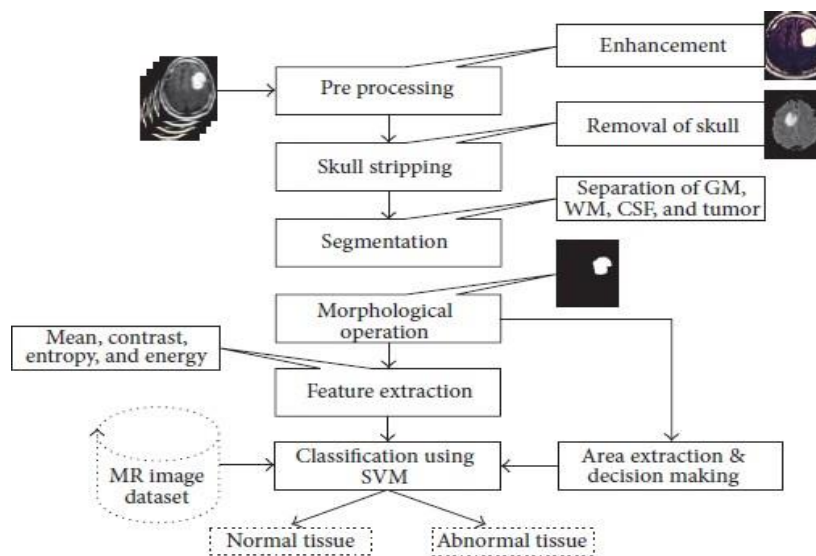 Enhancement
Pre processing
Removal of skull
Skull stripping
Separation of GM,
WM, CSF, and tumor
Segmentation
Morphological
operation
Mean, contrast,
entropy, and energy
Feature extraction
MR image
dataset
Classification using
SVM
Area extraction &
decision making
Normal tissue
Abnormal tissue